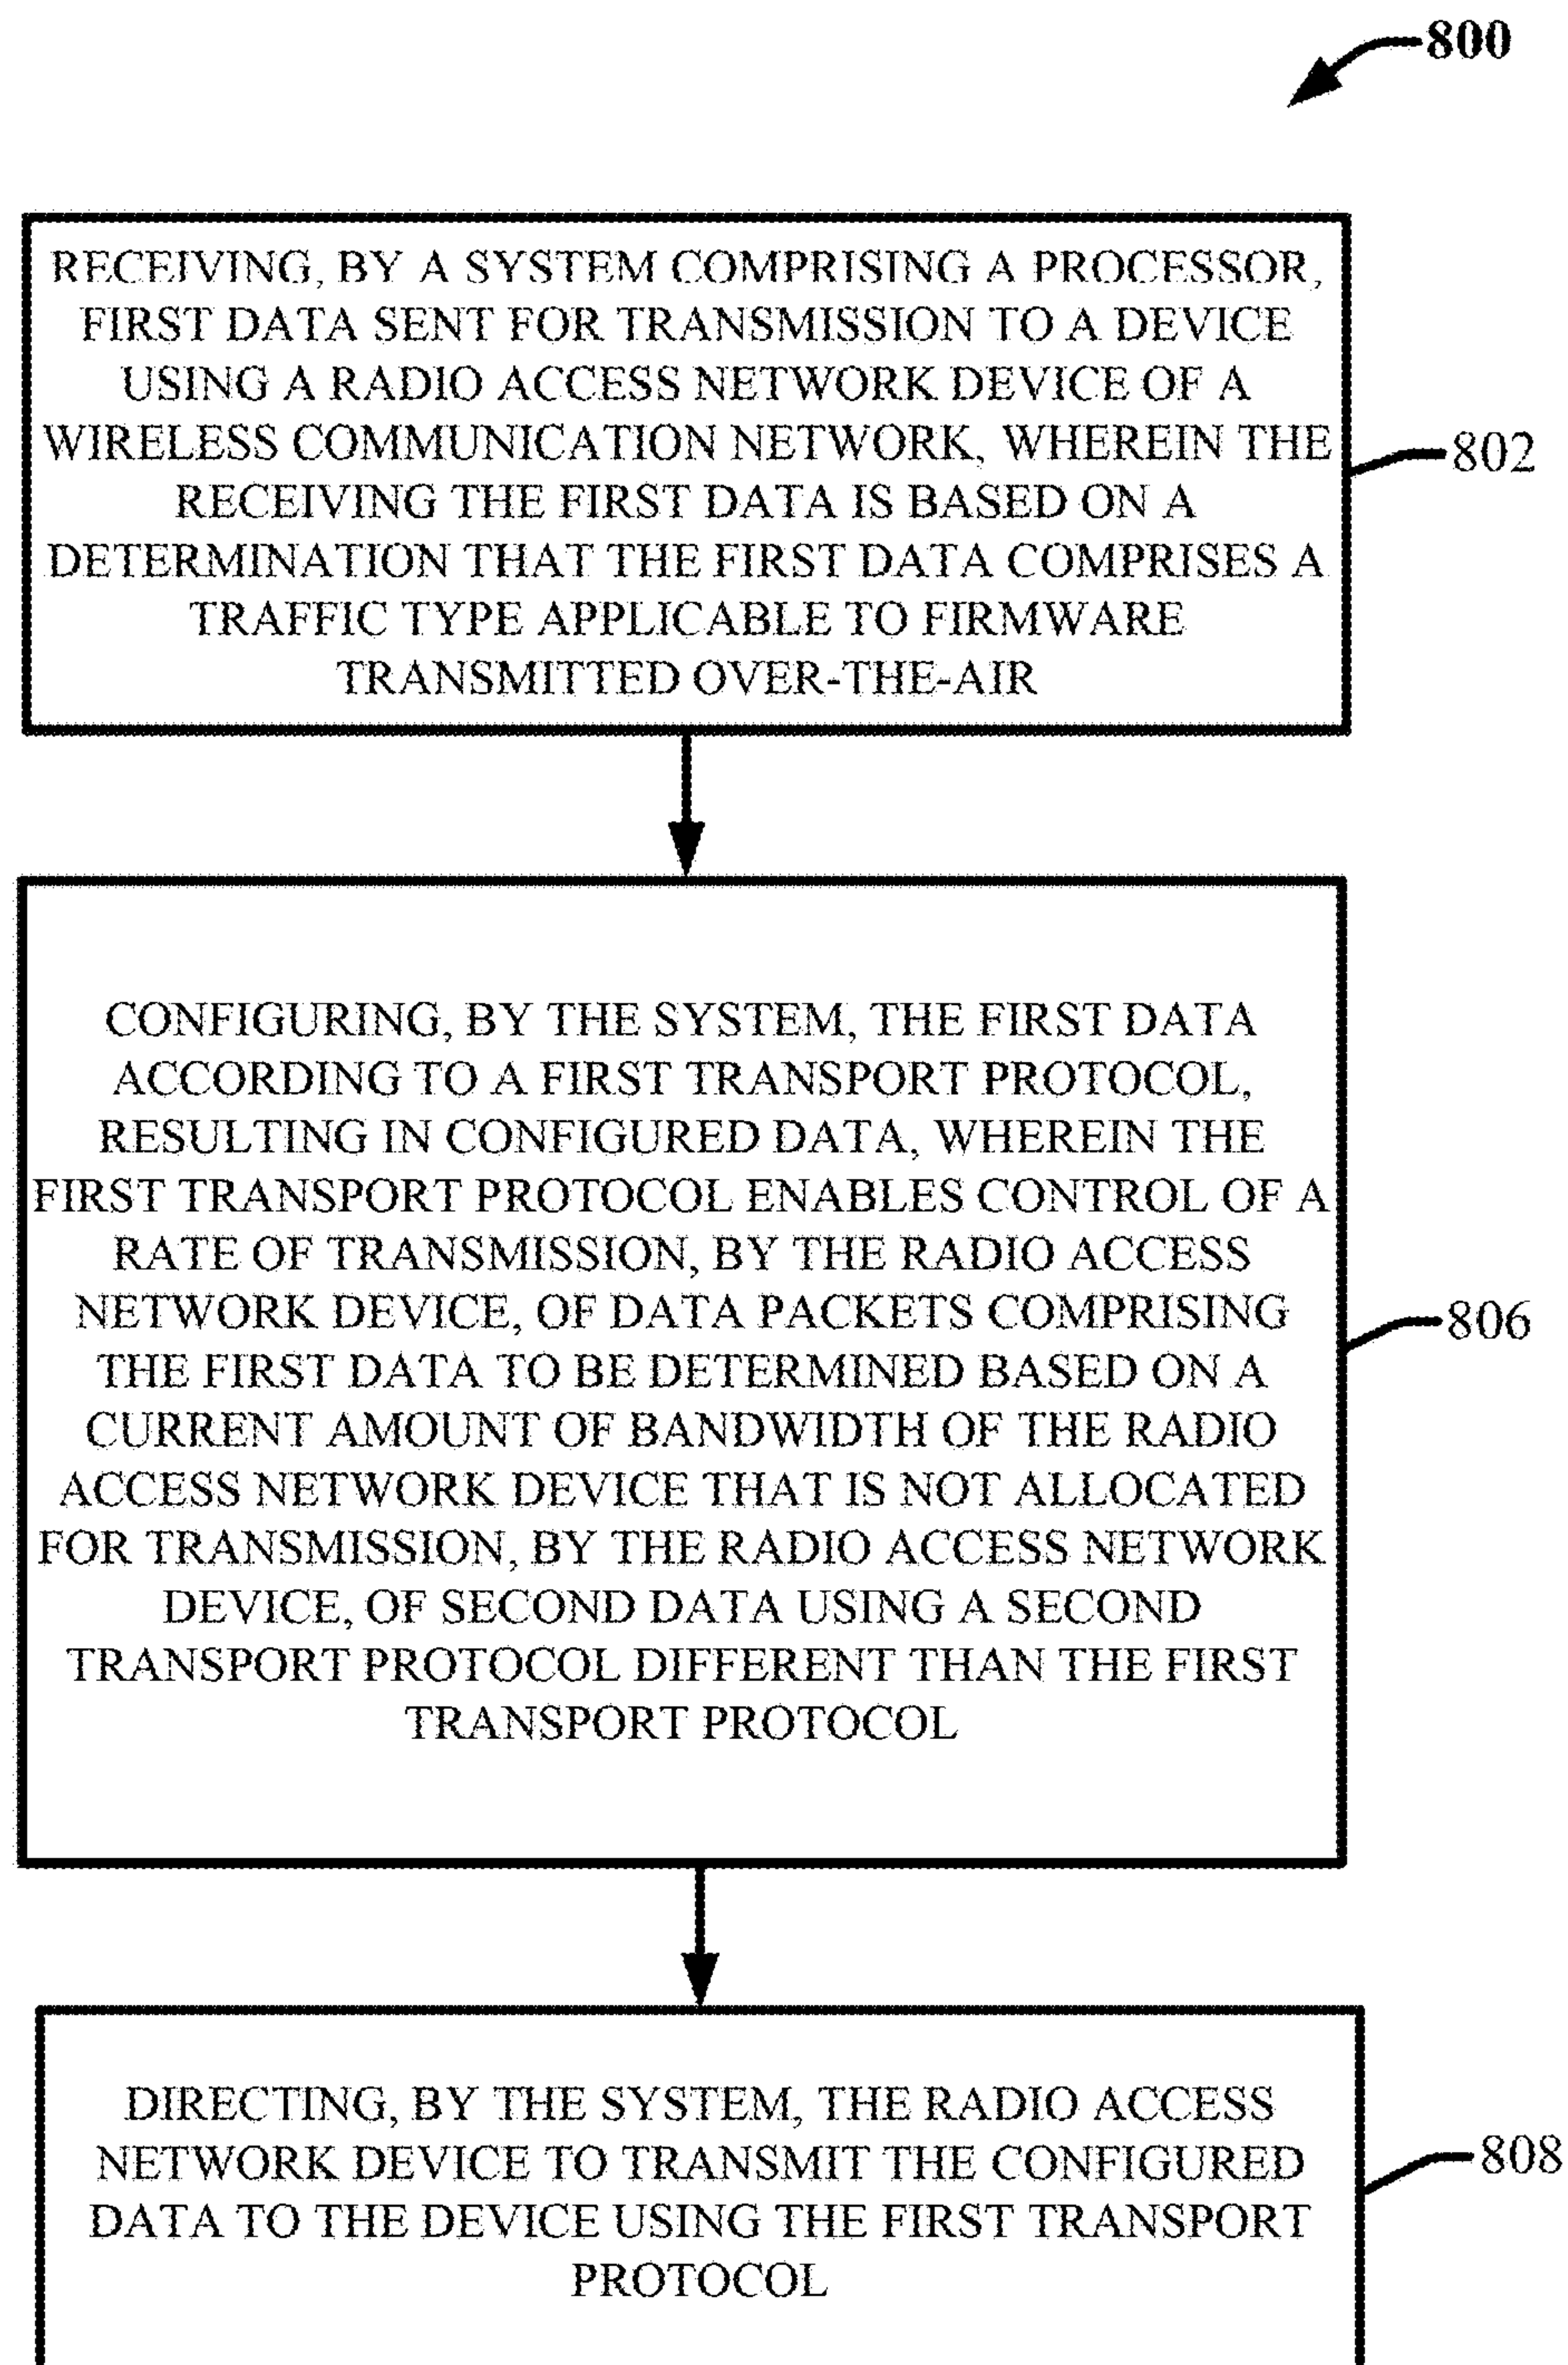 800
RECEIVING, BY A SYSTEM COMPRISING A PROCESSOR,
FIRST DATA SENT FOR TRANSMISSION TO A DEVICE
USING A RADIO ACCESS NETWORK DEVICE OF A
WIRELESS COMMUNICATION NETWORK, WHEREIN THE
RECEIVING THE FIRST DATA IS BASED ON A
DETERMINATION THAT THE FIRST DATA COMPRISES A
TRAFFIC TYPE APPLICABLE TO FIRMWARE
TRANSMITTED OVER-THE-AIR
802
CONFIGURING, BY THE SYSTEM, THE FIRST DATA
ACCORDING TO A FIRST TRANSPORT PROTOCOL,
RESULTING IN CONFIGURED DATA, WHEREIN THE
FIRST TRANSPORT PROTOCOL ENABLES CONTROL OF A
RATE OF TRANSMISSION, BY THE RADIO ACCESS
NETWORK DEVICE, OF DATA PACKETS COMPRISING
THE FIRST DATA TO BE DETERMINED BASED ON A
CURRENT AMOUNT OF BANDWIDTH OF THE RADIO
ACCESS NETWORK DEVICE THAT IS NOT ALLOCATED
FOR TRANSMISSION, BY THE RADIO ACCESS NETWORK
DEVICE, OF SECOND DATA USING A SECOND
TRANSPORT PROTOCOL DIFFERENT THAN THE FIRST
TRANSPORT PROTOCOL
806
DIRECTING, BY THE SYSTEM, THE RADIO ACCESS
NETWORK DEVICE TO TRANSMIT THE CONFIGURED
DATA TO THE DEVICE USING THE FIRST TRANSPORT
PROTOCOL
808